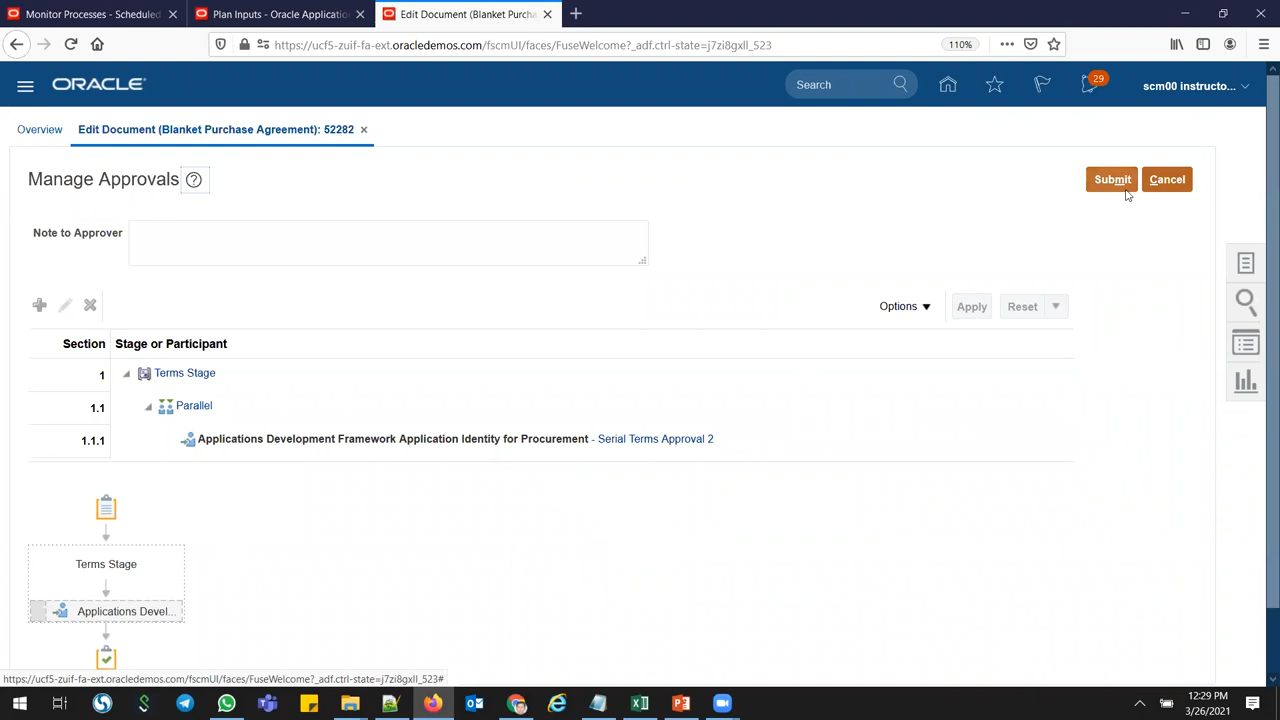 Monitor Processes - Scheduled
Plan Inputs - Oracle Application
Edit Document (Blanket Purcha
https://ucf5-zuif-fa-ext.oracledemos.com/fscmUI/faces/FuseWelcome?_adf.ctrl-state=j7zi8gxll_523
110%
ORACLE
Search
29
scm00 instructo...
Overview
Edit Document (Blanket Purchase Agreement): 52282
Manage Approvals
Submit
Cancel
Note to Approver
Options
Apply
Reset
Section
Stage or Participant
1
Terms Stage
1.1
Parallel
1.1.1
Applications Development Framework Application Identity for Procurement - Serial Terms Approval 2
Terms Stage
Applications Devel...
https://ucf5-zuif-fa-ext.oracledemos.com/fscmUI/faces/FuseWelcome?_adf.ctrl-state=j7zi8gxll_523#
12:29 PM
3/26/2021